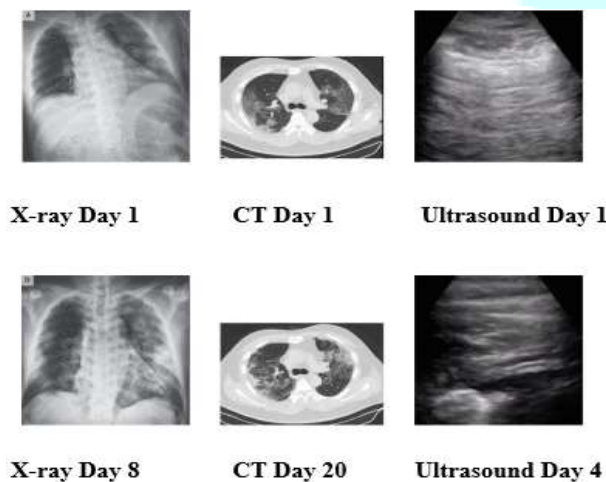 A
X-ray Day 1
CT Day 1
Ultrasound Day 1
X-ray Day 8
CT Day 20
Ultrasound Day 4